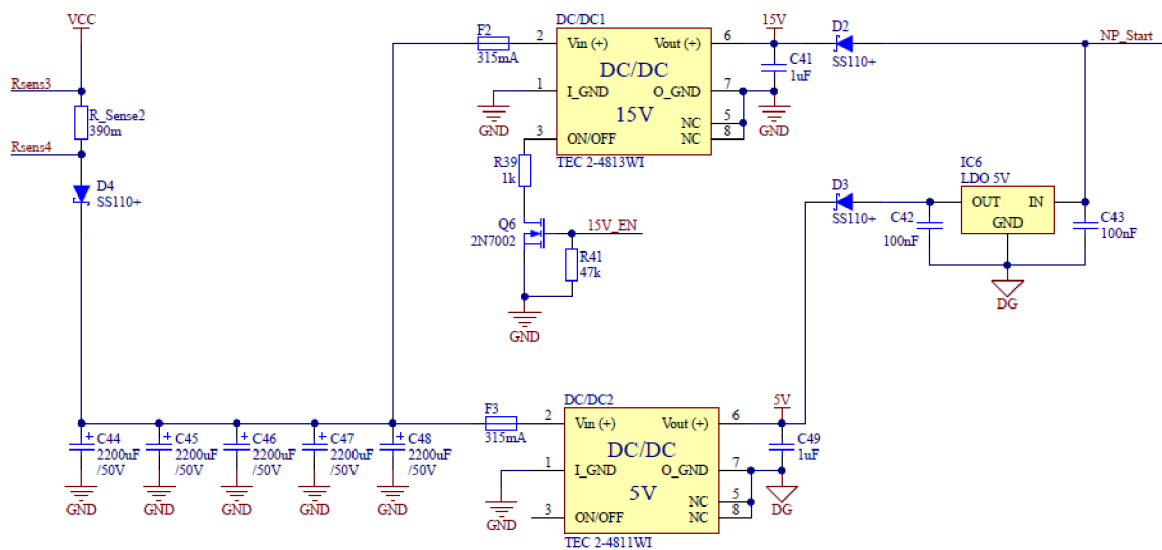 VCC
Rsens3
R_Sense2
390m
Rsens4
D4
SS110+
F2
315mA
DC/DC1
2
Vin (+)
Vout (+)
6
DC/DC
1
I_GND
O_GND
7
15V
GND
NC
5
3
ON/OFF
NC
8
TEC 2-4813WI
15V
C41
1uF
GND
D2
SS110+
NP_Start
R39
1k
Q6
2N7002
15V_EN
R41
47k
GND
D3
SS110+
IC6
LDO 5V
OUT
IN
GND
C42
100nF
C43
100nF
DG
C44
2200uF
/50V
GND
C45
2200uF
/50V
GND
C46
2200uF
/50V
GND
C47
2200uF
/50V
GND
C48
2200uF
/50V
GND
F3
315mA
DC/DC2
2
Vin (+)
Vout (+)
6
DC/DC
1
I_GND
O_GND
7
5V
GND
NC
5
3
ON/OFF
NC
8
TEC 2-4811WI
5V
C49
1uF
DG